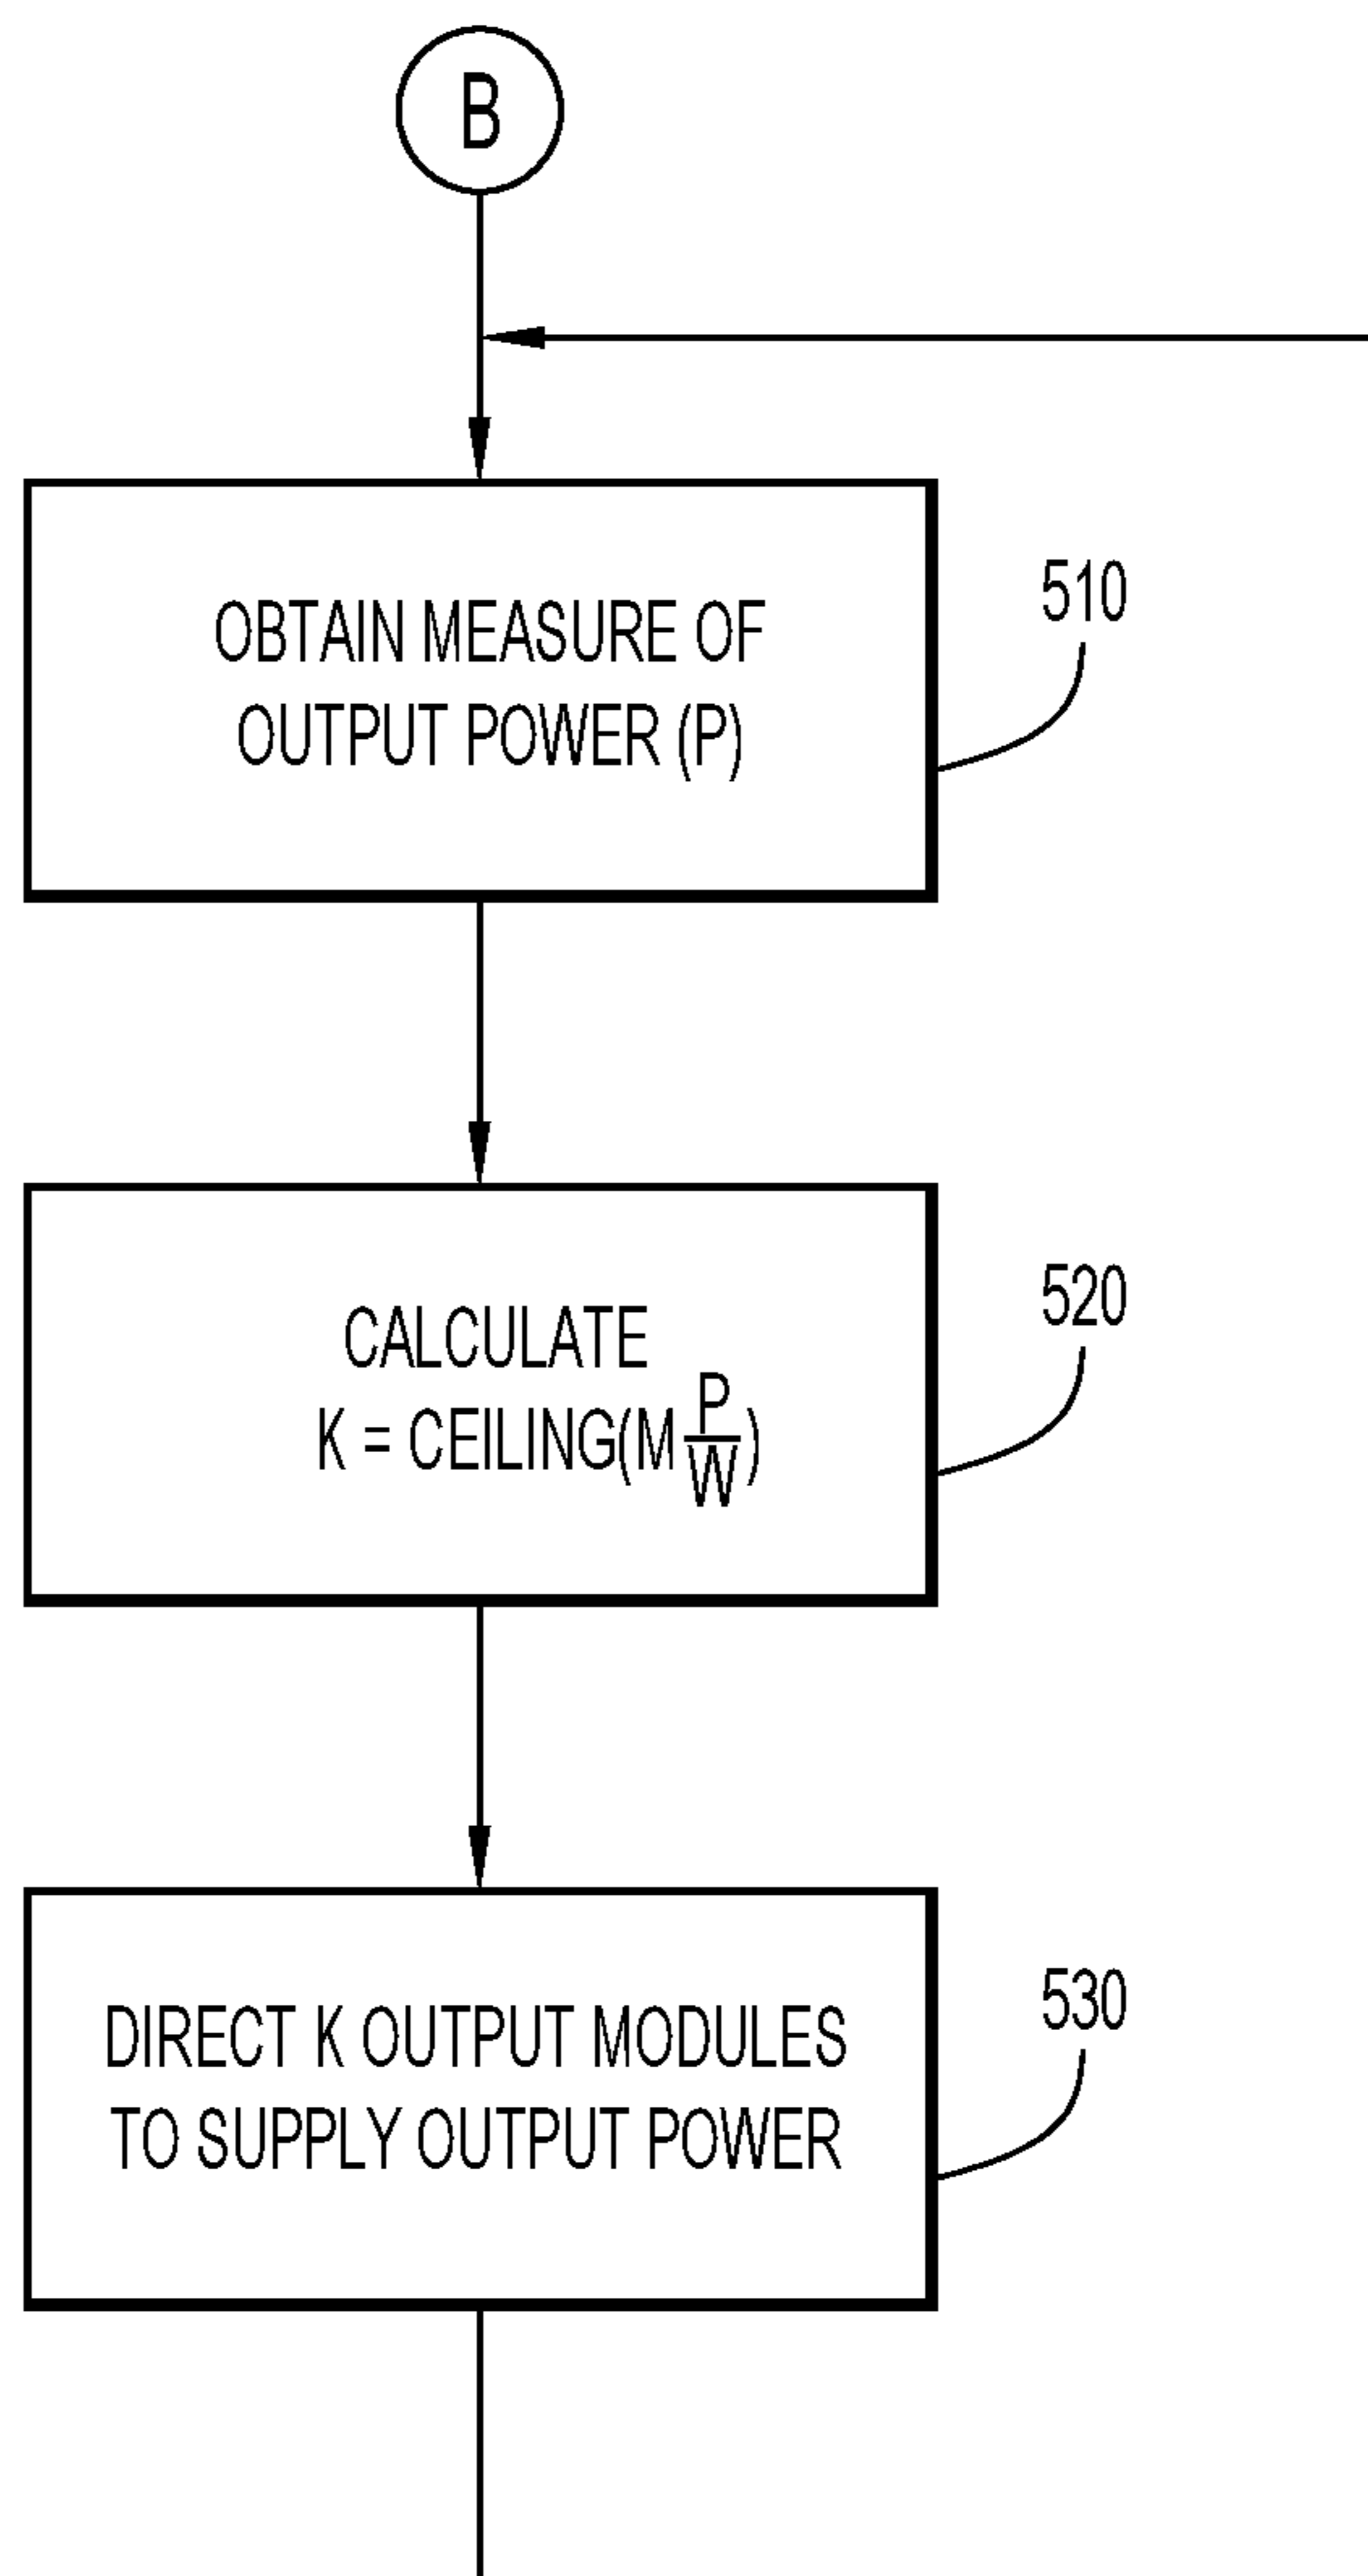 B
OBTAIN MEASURE OF
OUTPUT POWER (P)
510
CALCULATE
K = CEILING(M P/W)
520
DIRECT K OUTPUT MODULES
TO SUPPLY OUTPUT POWER
530